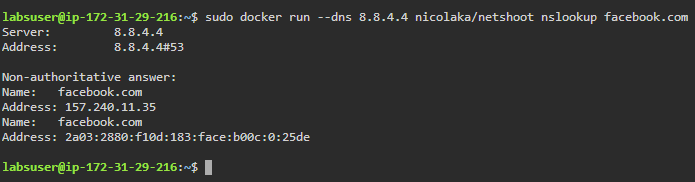 labsuser@ip-172-31-29-216:~$ sudo docker run --dns 8.8.4.4 nicolaka/netshoot nslookup facebook.com
Server: 8.8.4.4
Address: 8.8.4.4#53
Non-authoritative answer:
Name: facebook.com
Address: 157.240.11.35
Name: facebook.com
Address: 2a03:2880:f10d:183:face:b00c:0:25de
labsuser@ip-172-31-29-216:~$